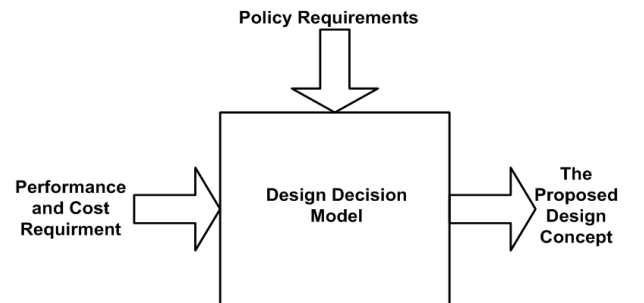 Policy Requirements
Performance
and Cost
Requirment
Design Decision
Model
The
Proposed
Design
Concept